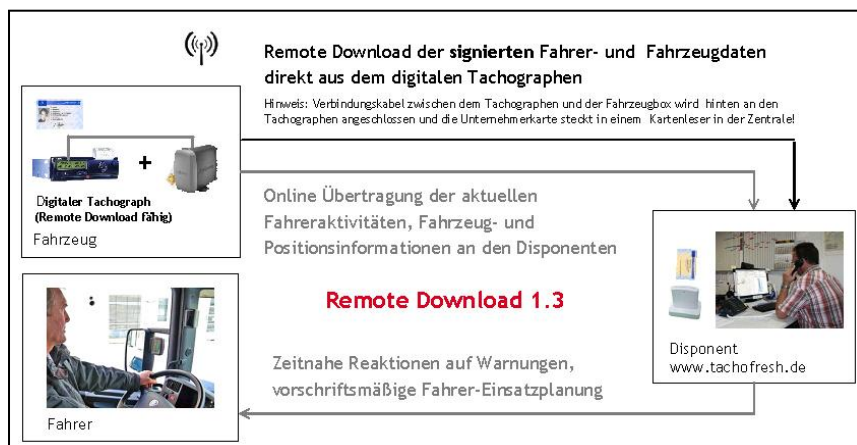 Remote Download der signierten Fahrer- und Fahrzeugdaten
direkt aus dem digitalen Tachographen
Hinweis: Verbindungskabel zwischen dem Tachographen und der Fahrzeugbox wird hinten an den
Tachographen angeschlossen und die Unternehmerkarte steckt in einem Kartenleser in der Zentrale!
+
Digitaler Tachograph
(Remote Download fähig)
Fahrzeug
Online Übertragung der aktuellen
Fahreraktivitäten, Fahrzeug- und
Positionsinformationen an den Disponenten
Remote Download 1.3
Disponent
www.tachofresh.de
Zeitnahe Reaktionen auf Warnungen,
vorschriftsmäßige Fahrer-Einsatzplanung
Fahrer